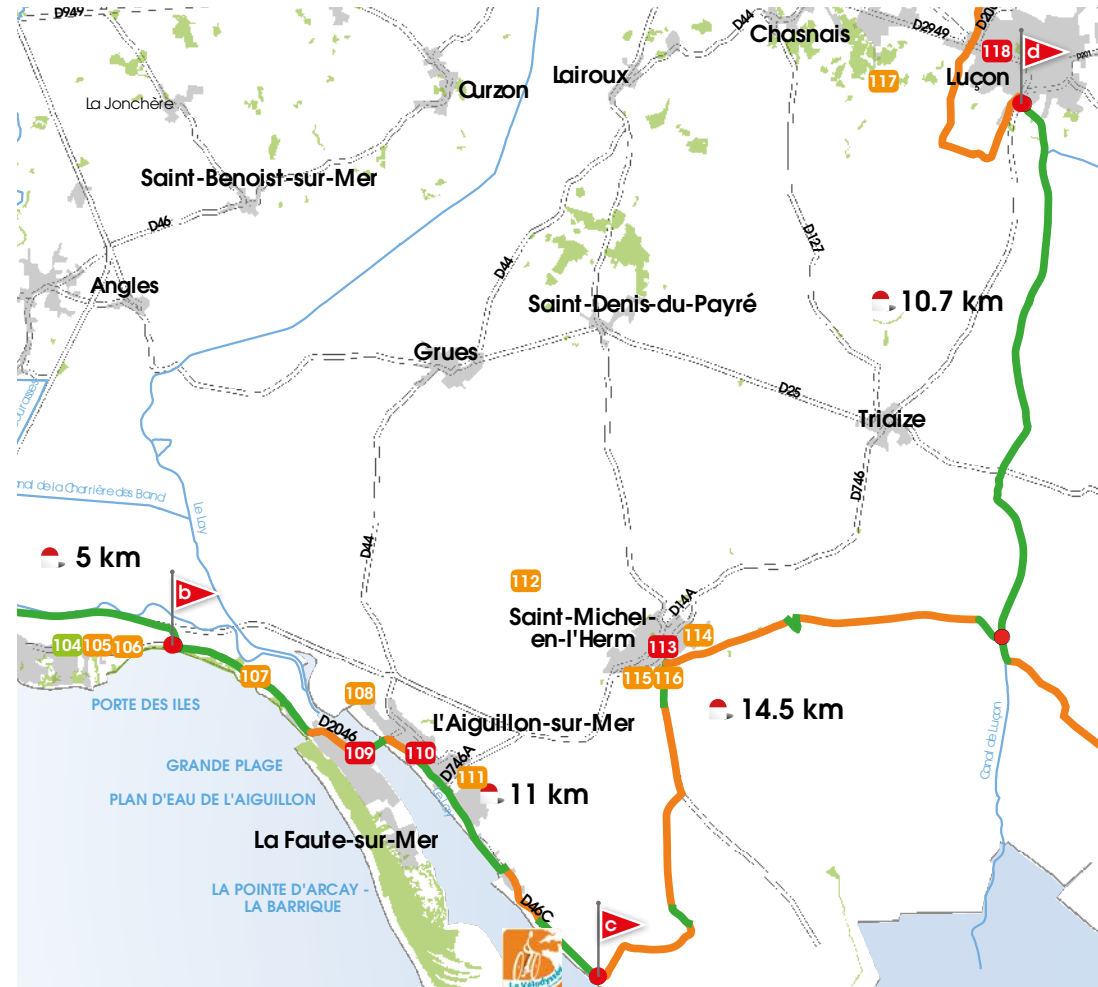 D949
D44
Chasnais
D2949
118
d
D201
Luçon
117
Lairoux
Curzon
La Jonchère
Saint-Benoist-sur-Mer
D46
D127
D44
Angles
Saint-Denis-du-Payré
10.7 km
Grues
D25
Triaize
Canal de la Charrière des Band
Le Lay
D746
D44
5 km
b
112
Saint-Michel-
en-l'Herm
D14A
113
114
104
105
106
107
115
116
108
PORTE DES ILES
L'Aiguillon-sur-Mer
14.5 km
D2046
109
110
D746A
111
Canal de Luçon
GRANDE PLAGE
11 km
PLAN D'EAU DE L'AIGUILLON
Le Lay
La Faute-sur-Mer
LA POINTE D'ARCAY -
LA BARRIQUE
D46C
c
La Vélodyssée